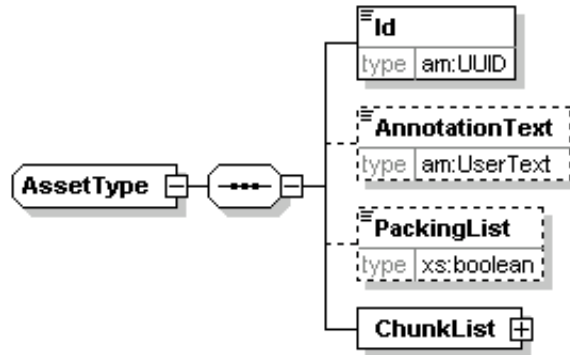 Id
type am:UUID
AnnotationText
type am:UserText
AssetType
PackingList
type xs:boolean
ChunkList